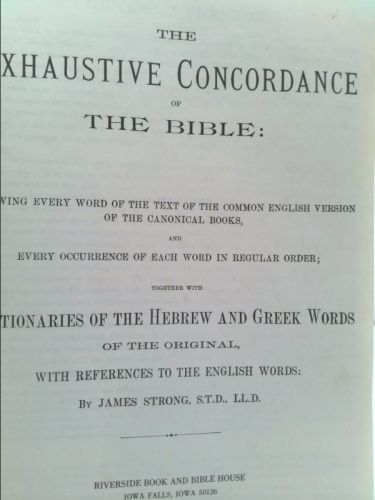 THE
XHAUSTIVE CONCORDANCE
OF
THE BIBLE:
WING EVERY WORD OF THE TEXT OF THE COMMON ENGLISH VERSION
OF THE CANONICAL BOOKS,
AND
EVERY OCCURRENCE OF EACH WORD IN REGULAR ORDER;
TOGETHER WITH
TIONARIES OF THE HEBREW AND GREEK WORDS
OF THE ORIGINAL,
WITH REFERENCES TO THE ENGLISH WORDS:
BY JAMES STRONG, S.T.D., LL.D.
RIVERSIDE BOOK AND BIBLE HOUSE
IOWA FALLS, IOWA 50126